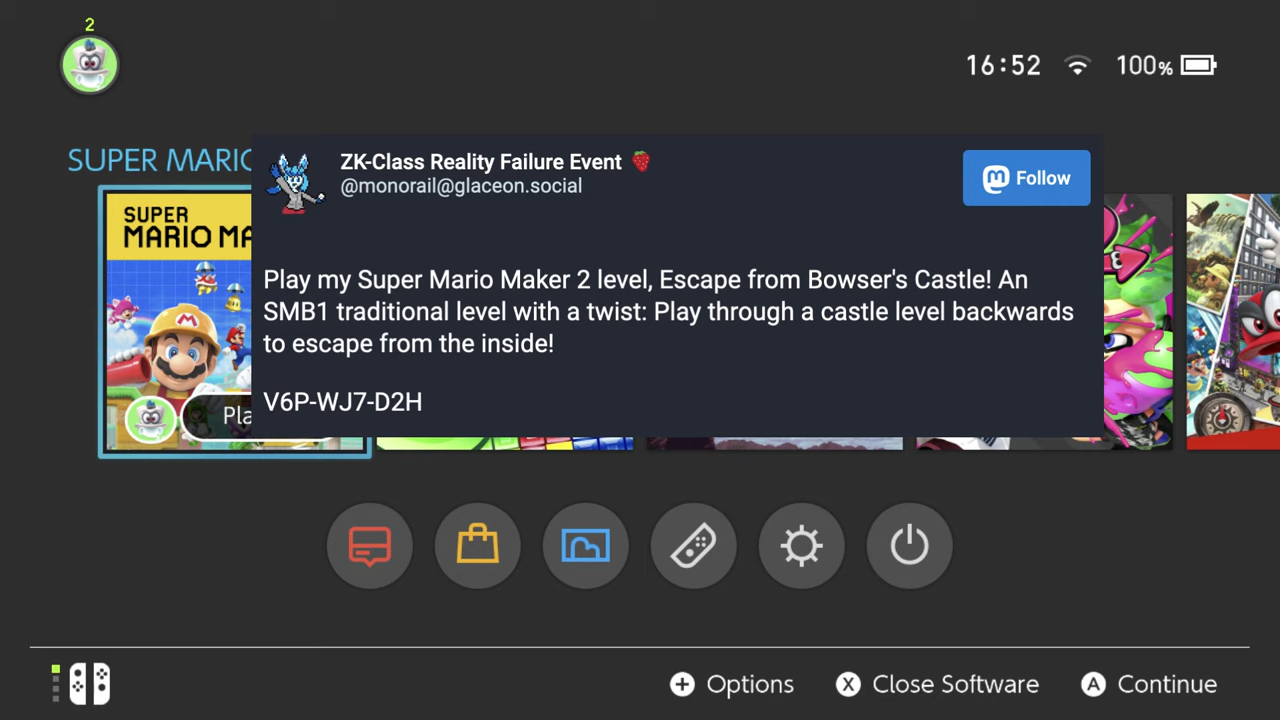 2
16:52
100%
SUPER MARIO
ZK-Class Reality Failure Event 🍓
@monorail@glaceon.social
Follow
SUPER
MARIO MA
Play my Super Mario Maker 2 level, Escape from Bowser's Castle! An
SMB1 traditional level with a twist: Play through a castle level backwards
to escape from the inside!
V6P-WJ7-D2H
Options
Close Software
Continue